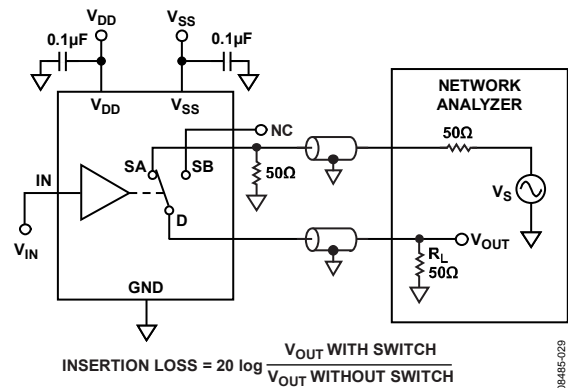 VDD
VSS
0.1µF
0.1µF
VDD
VSS
NC
NETWORK
ANALYZER
SA
SB
50Ω
50Ω
IN
VS
D
VOUT
VIN
RL
50Ω
GND
INSERTION LOSS = 20 log VOUT WITH SWITCH
VOUT WITHOUT SWITCH
08485-029